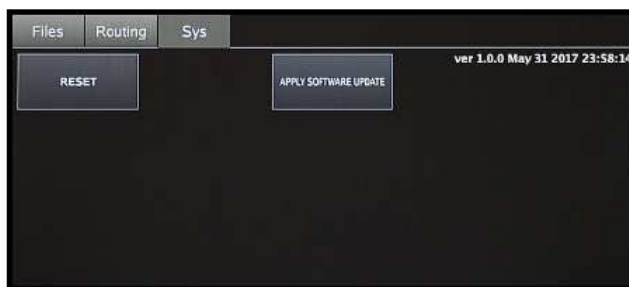 Files Routing Sys
ver 1.0.0 May 31 2017 23:58:14
RESET APPLY SOFTWARE UPDATE